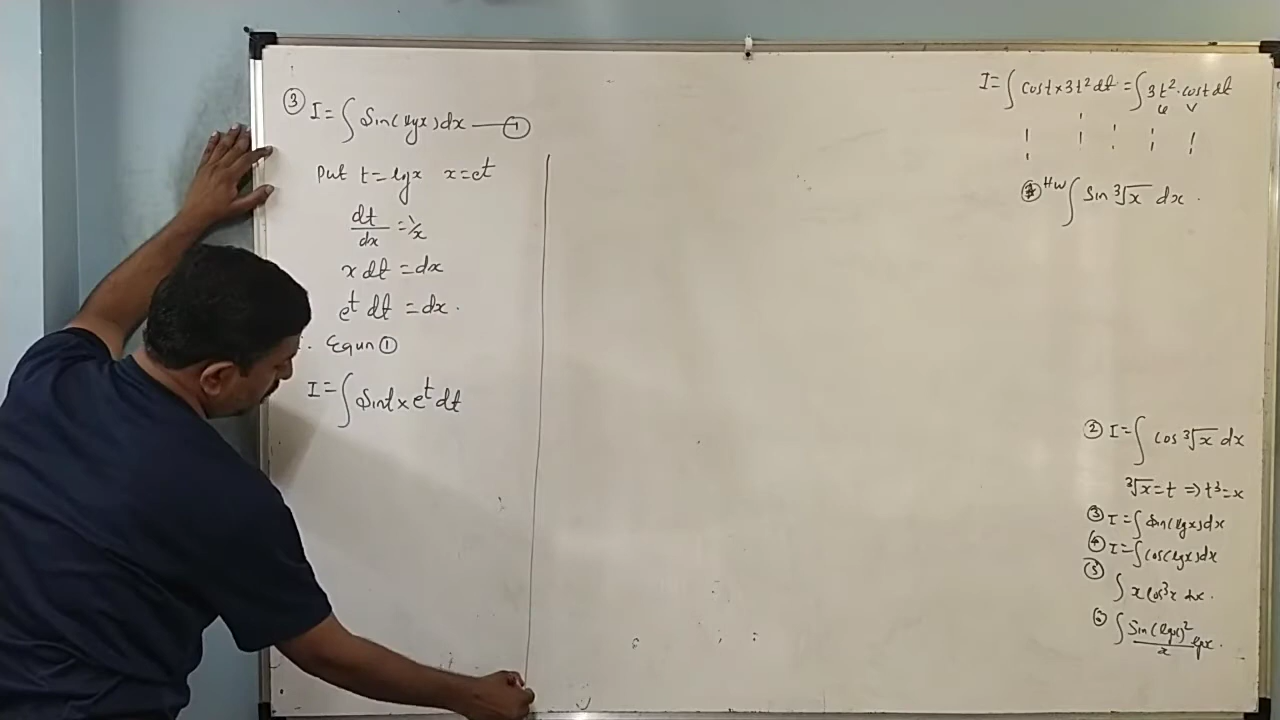 ③ I = ∫ Sin(logx)dx —— ①
Put t = logx x = e^t
dt/dx = 1/x
x dt = dx
e^t dt = dx.
Equn ①
I = ∫ Sint × e^t dt
I = ∫ cost × 3t² dt = ∫ 3t² · cost dt
u v
HW ∫ Sin ∛x dx .
② I = ∫ cos ∛x dx
∛x = t ⇒ t³ = x
③ I = ∫ Sin(logx)dx
④ I = ∫ cos(logx)dx
⑤ ∫ x cos³x dx .
⑥ ∫ Sin(logx)²/x logx .